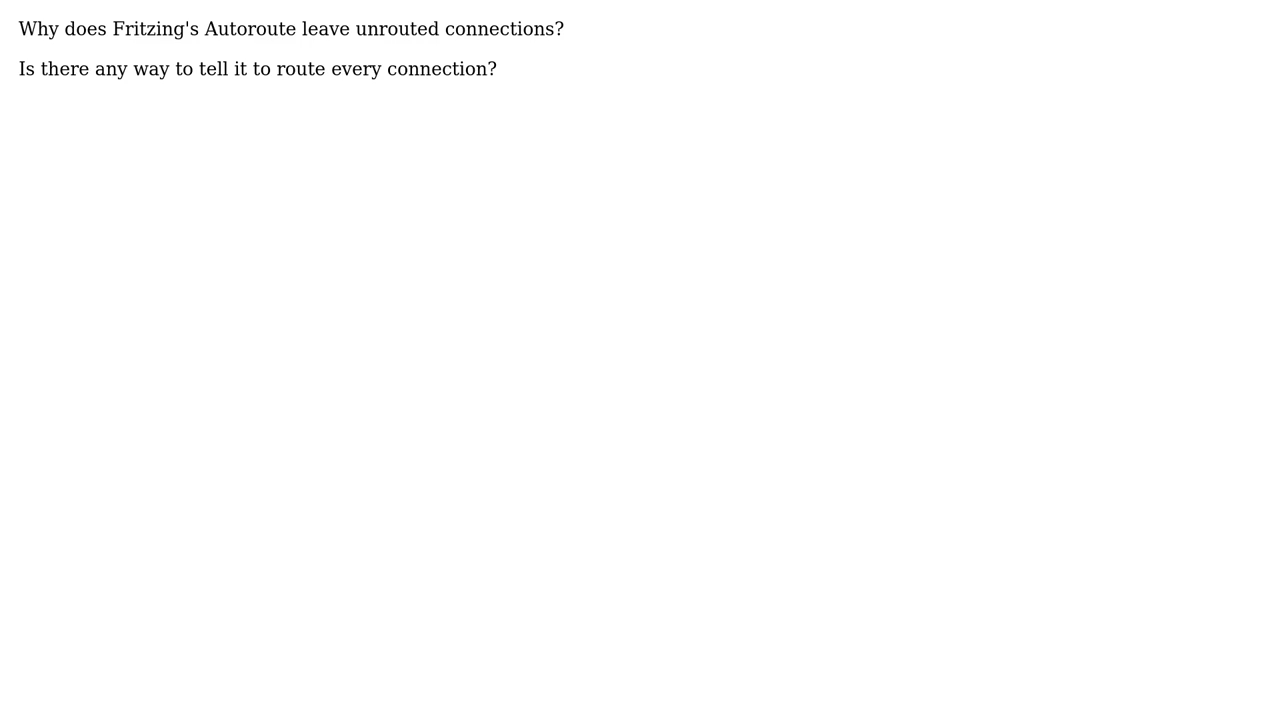 Why does Fritzing's Autoroute leave unrouted connections?
Is there any way to tell it to route every connection?